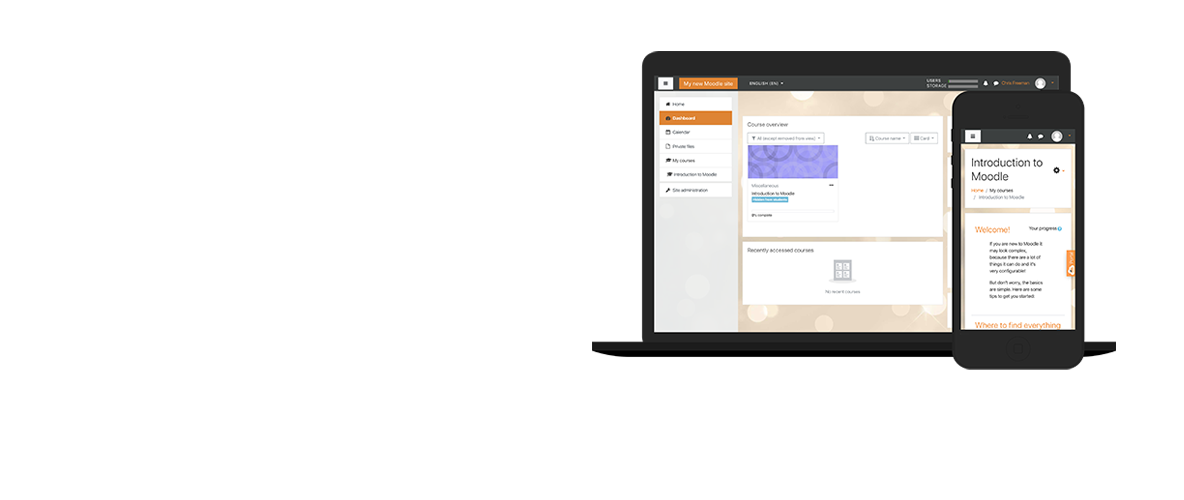 My new Moodle site
ENGLISH (EN)
USERS
STORAGE
Chris Freeman
Home
Dashboard
Calendar
Private files
My courses
Introduction to Moodle
Site administration
Course overview
All (except removed from view)
Course name
Card
Miscellaneous
Introduction to Moodle
Hidden from students
0% complete
Recently accessed courses
No recent courses
Introduction to
Moodle
Home / My courses
/ Introduction to Moodle
Welcome!
Your progress
If you are new to Moodle it
may look complex,
because there are a lot of
things it can do and it's
very configurable!
But don't worry, the basics
are simple. Here are some
tips to get you started:
Where to find everything